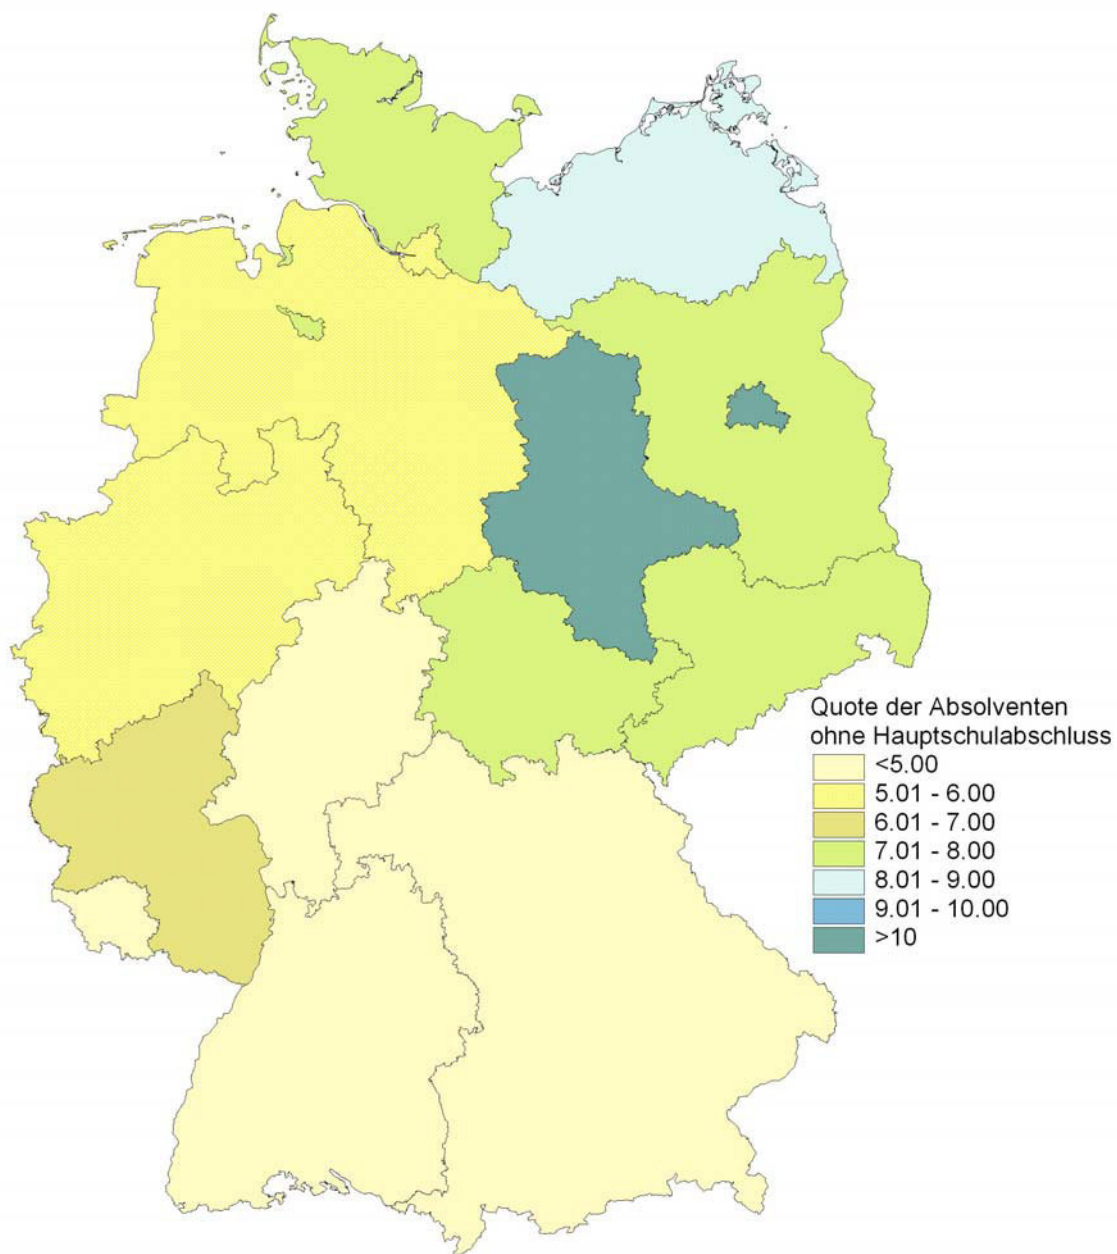 Quote der Absolventen
ohne Hauptschulabschluss
<5.00
5.01 - 6.00
6.01 - 7.00
7.01 - 8.00
8.01 - 9.00
9.01 - 10.00
>10